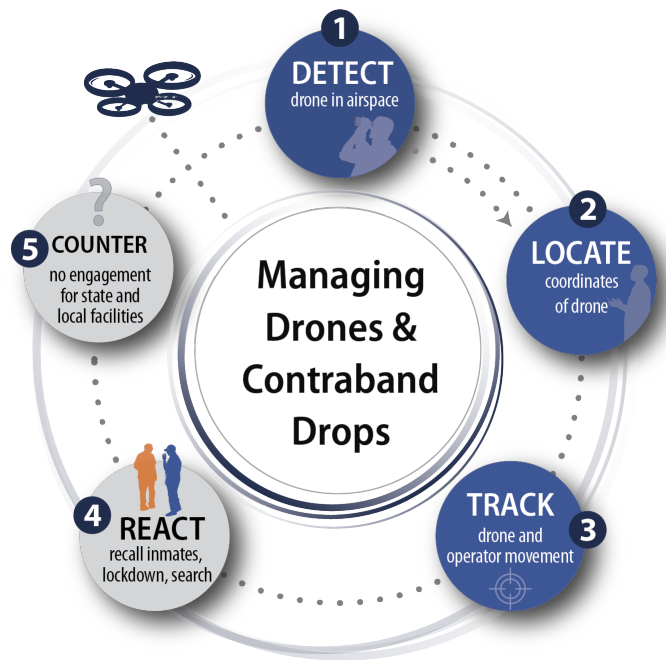 1
DETECT
drone in airspace
2
LOCATE
coordinates
of drone
3
TRACK
drone and
operator movement
4
REACT
recall inmates,
lockdown, search
?
5
COUNTER
no engagement
for state and
local facilities
Managing
Drones &
Contraband
Drops